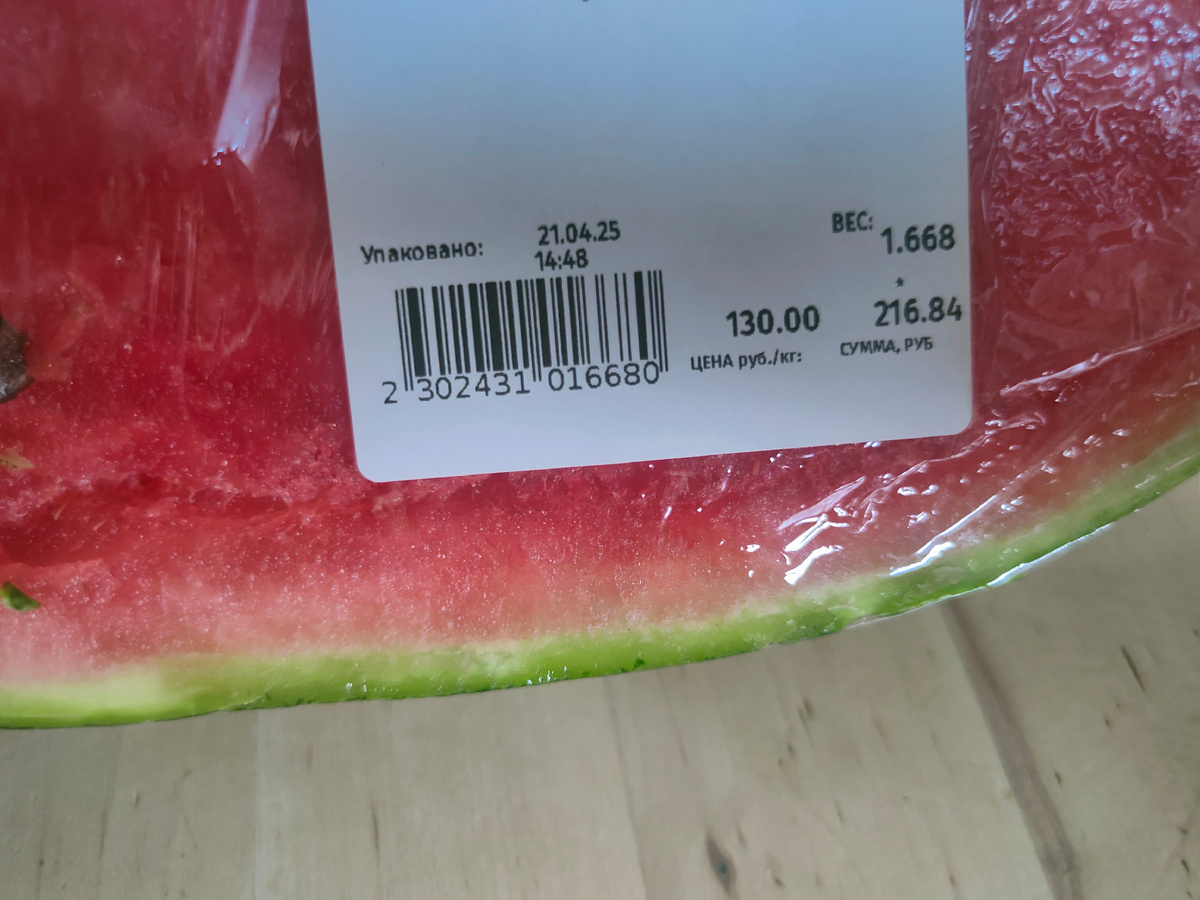 Упаковано: 21.04.25
14:48
ВЕС: 1.668
*
130.00 216.84
ЦЕНА руб./кг: СУММА, РУБ
2 302431 016680